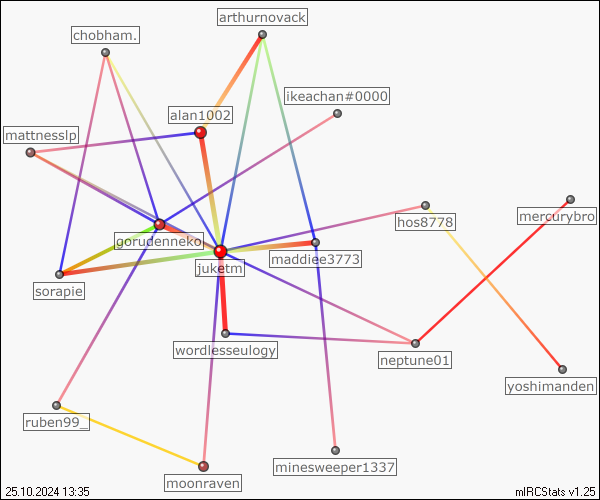 arthurnovack
chobham.
ikeachan#0000
alan1002
mattnesslp
mercurybro
hos8778
gorudenneko
maddiee3773
juketm
sorapie
wordlesseulogy
neptune01
yoshimanden
ruben99_
minesweeper1337
moonraven
25.10.2024 13:35
mIRCStats v1.25